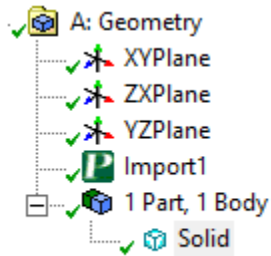 A: Geometry
XYPlane
ZXPlane
YZPlane
P Import1
1 Part, 1 Body
Solid